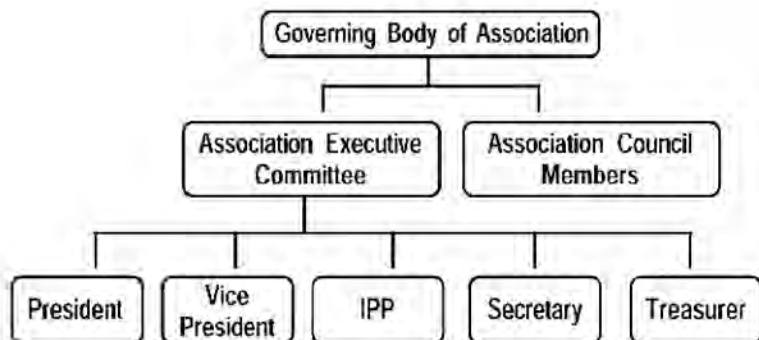 Governing Body of Association
Association Executive
Committee
Association Council
Members
President
Vice
President
IPP
Secretary
Treasurer